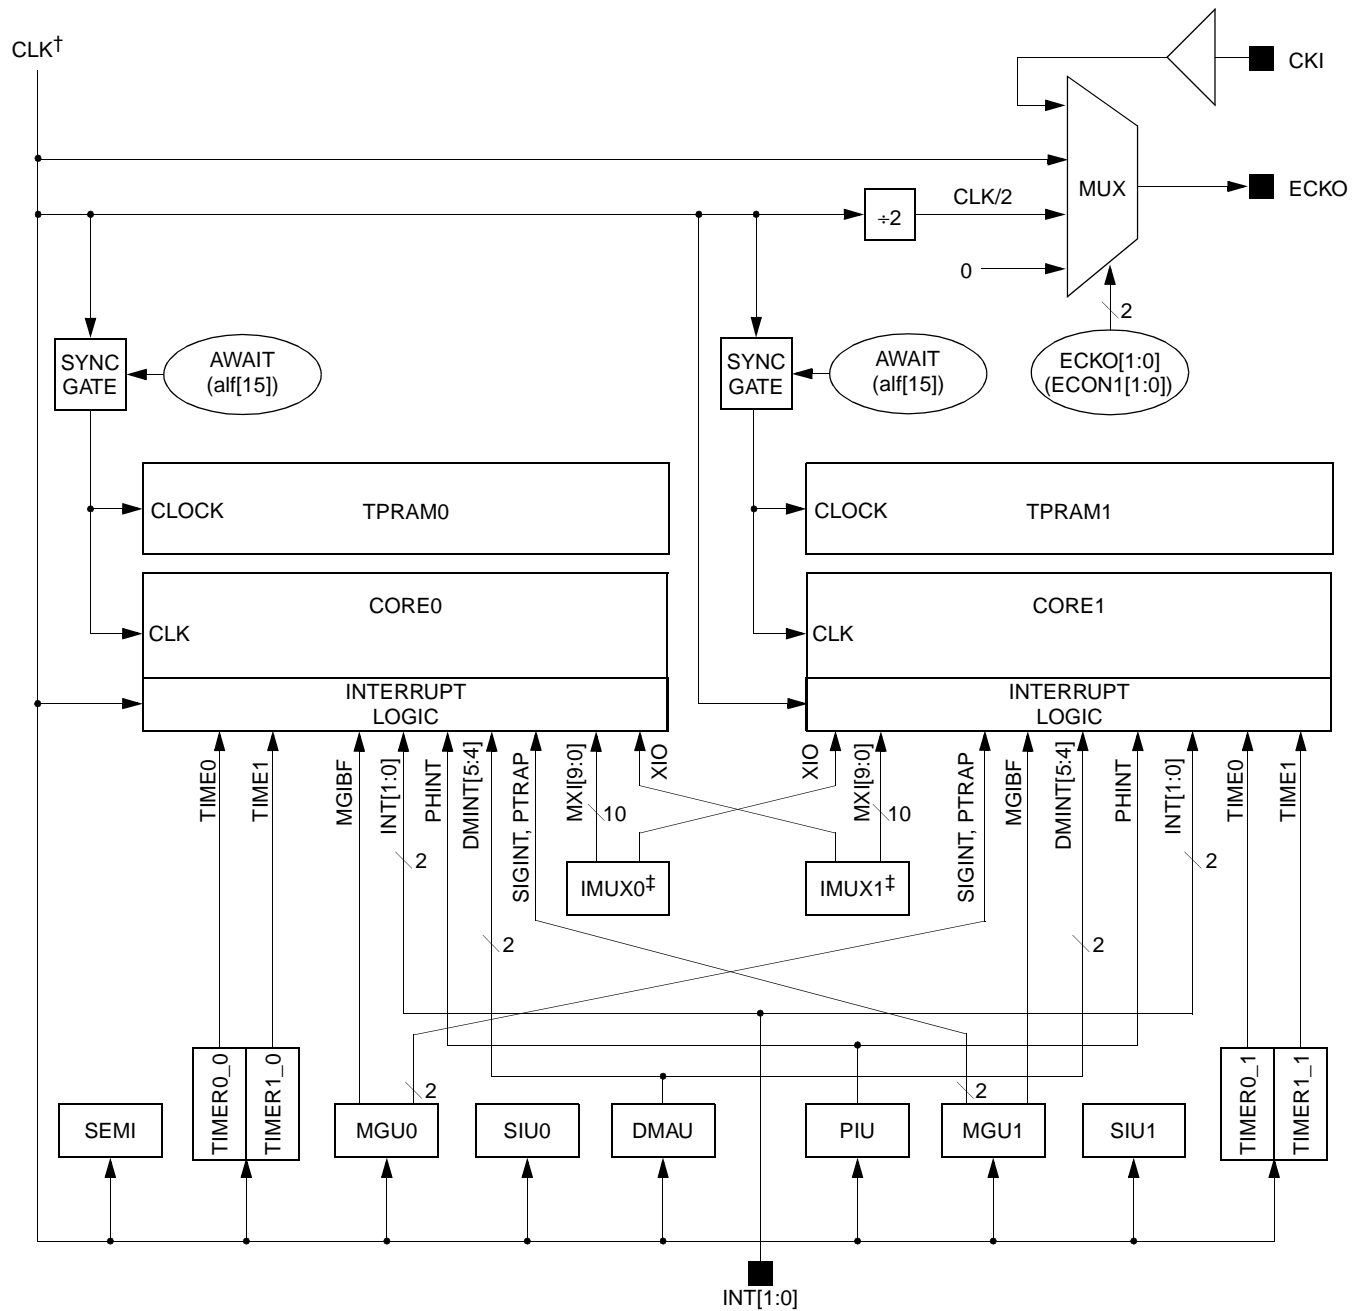 CLK†
CKI
MUX
ECKO
CLK/2
÷2
0
2
SYNC
GATE
AWAIT
(alf[15])
SYNC
GATE
AWAIT
(alf[15])
ECKO[1:0]
(ECON1[1:0])
CLOCK
TPRAM0
CLOCK
TPRAM1
CORE0
CLK
CORE1
CLK
INTERRUPT
LOGIC
INTERRUPT
LOGIC
TIME0
TIME1
MGIBF
INT[1:0]
PHINT
DMINT[5:4]
SIGINT, PTRAP
MXI[9:0]
XIO
XIO
MXI[9:0]
SIGINT, PTRAP
MGIBF
DMINT[5:4]
PHINT
INT[1:0]
TIME0
TIME1
10
10
2
2
IMUX0‡
IMUX1‡
2
2
TIMER0_0
TIMER1_0
2
2
TIMER0_1
TIMER1_1
SEMI
MGU0
SIU0
DMAU
PIU
MGU1
SIU1
INT[1:0]